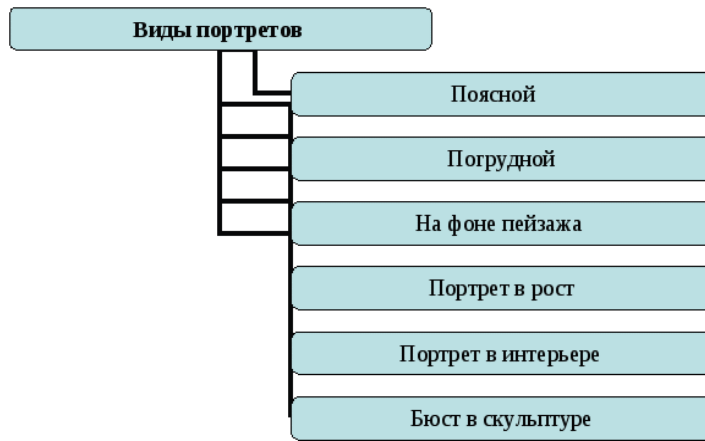 Виды портретов
Поясной
Погрудной
На фоне пейзажа
Портрет в рост
Портрет в интерьере
Бюст в скульптуре